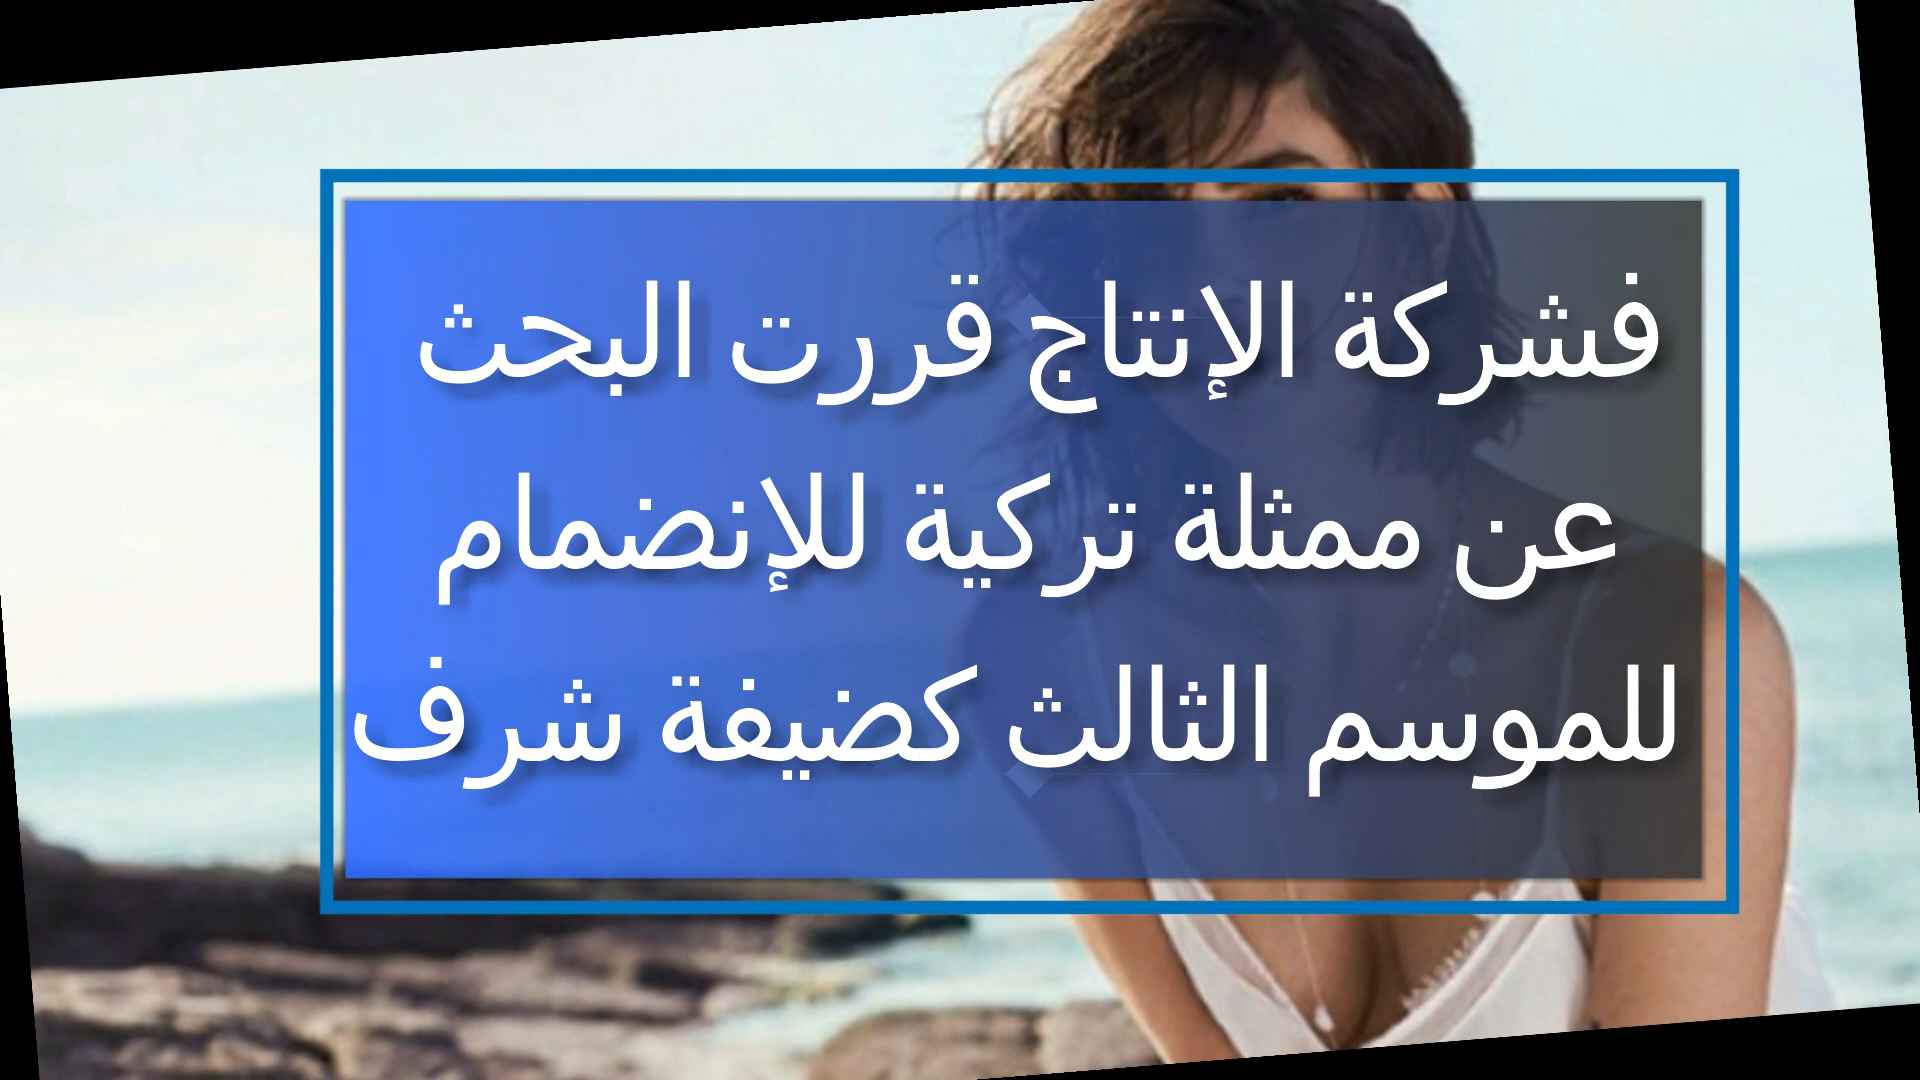 فشركة الإنتاج قررت البحث
عن ممثلة تركية للإنضمام
للموسم الثالث كضيفة شرف